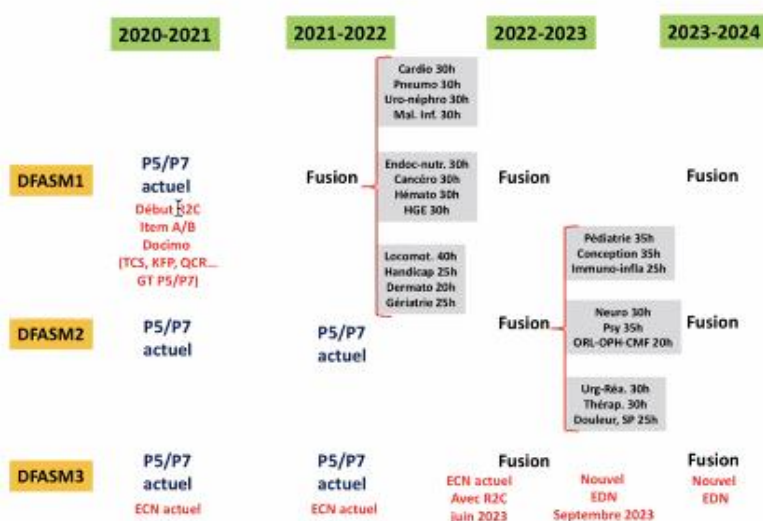 2020-2021
2021-2022
2022-2023
2023-2024
DFASM1
P5/P7
actuel
Début R2C
Item A/B
Docimo
(TCS, KFP, QCR...
GT P5/P7)
Fusion
Cardio 30h
Pneumo 30h
Uro-néphro 30h
Mal. Inf. 30h
Endoc-nutr. 30h
Cancéro 30h
Hémato 30h
HGE 30h
Locomot. 40h
Handicap 25h
Dermato 20h
Gériatrie 25h
Fusion
Fusion
DFASM2
P5/P7
actuel
P5/P7
actuel
Fusion
Pédiatrie 35h
Conception 35h
Immuno-infla 25h
Neuro 30h
Psy 35h
ORL-OPH-CMF 20h
Urg-Réa. 30h
Thérap. 30h
Douleur, SP 25h
Fusion
DFASM3
P5/P7
actuel
ECN actuel
P5/P7
actuel
ECN actuel
Fusion
ECN actuel
Avec R2C
juin 2023
Nouvel
EDN
Septembre 2023
Fusion
Nouvel
EDN